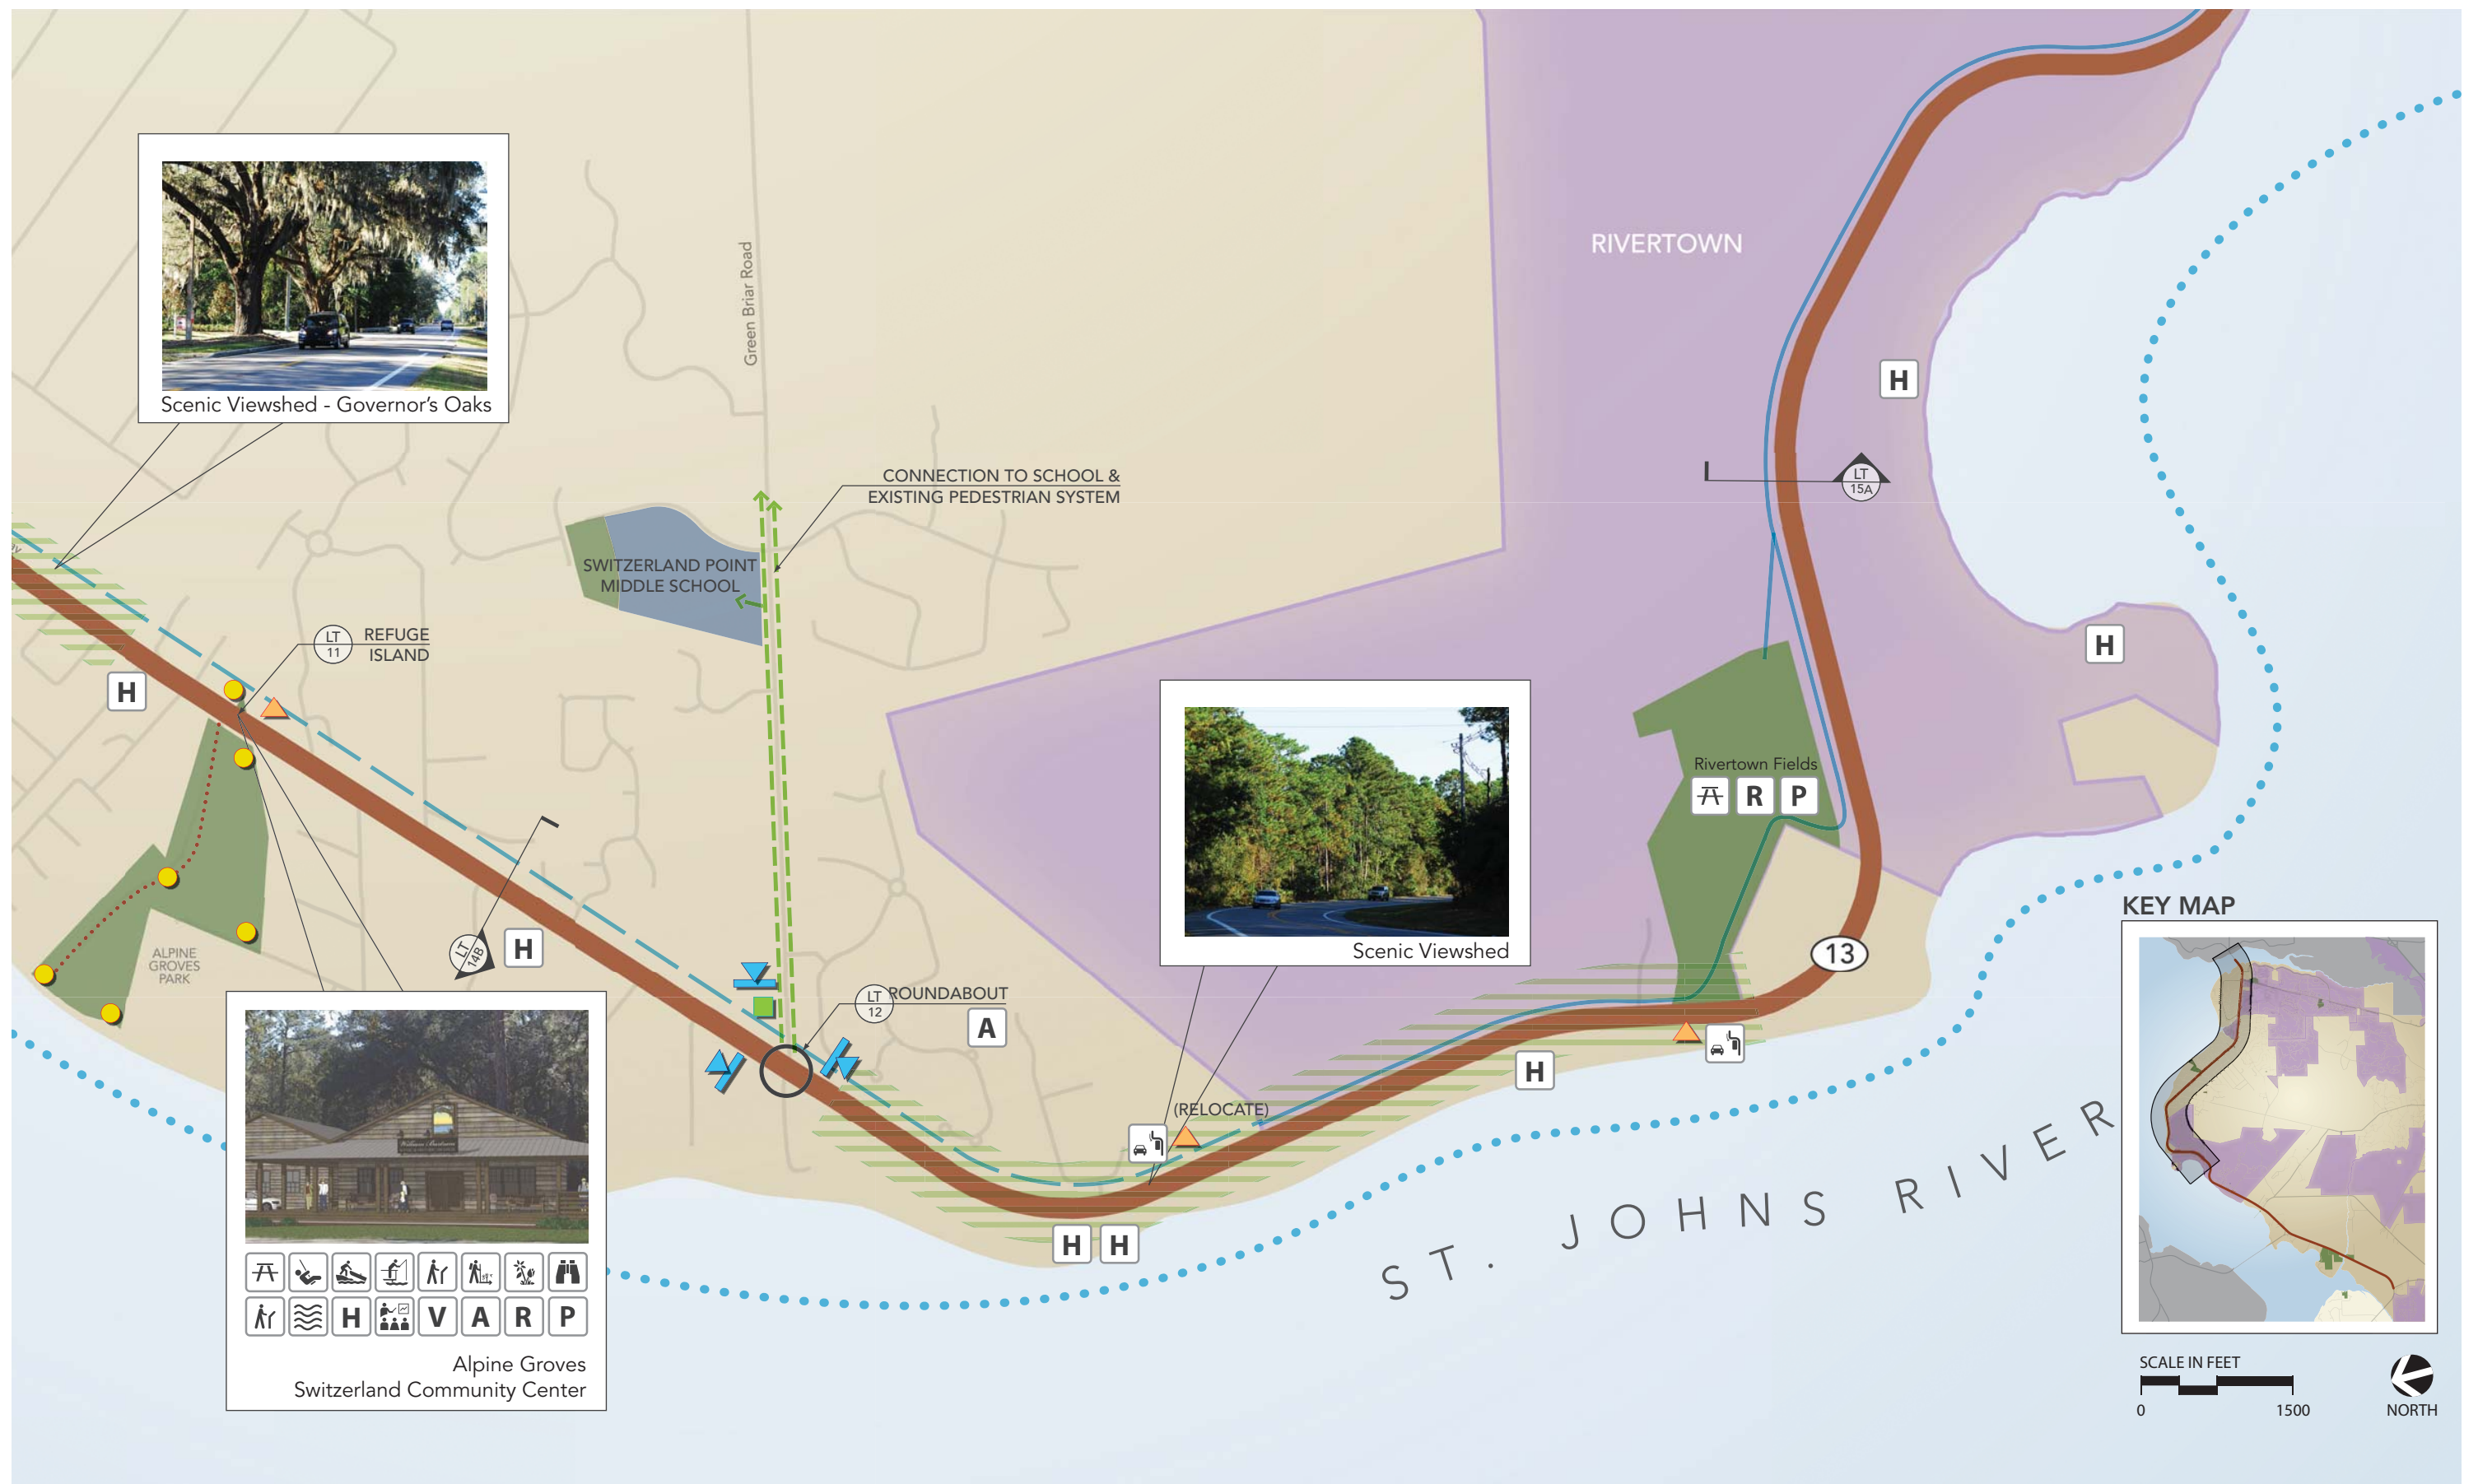 RIVERTOWN
Green Briar Road
Scenic Viewshed - Governor's Oaks
H
CONNECTION TO SCHOOL &
EXISTING PEDESTRIAN SYSTEM
LT
15A
SWITZERLAND POINT
MIDDLE SCHOOL
LT
11
REFUGE
ISLAND
H
H
Rivertown Fields
R P
KEY MAP
ALPINE
GROVES
PARK
LT
14B
H
Scenic Viewshed
13
LT
12
ROUNDABOUT
A
H
(RELOCATE)
H H
ST. JOHNS RIVER
H V A R P
Alpine Groves
Switzerland Community Center
SCALE IN FEET
0 1500
NORTH